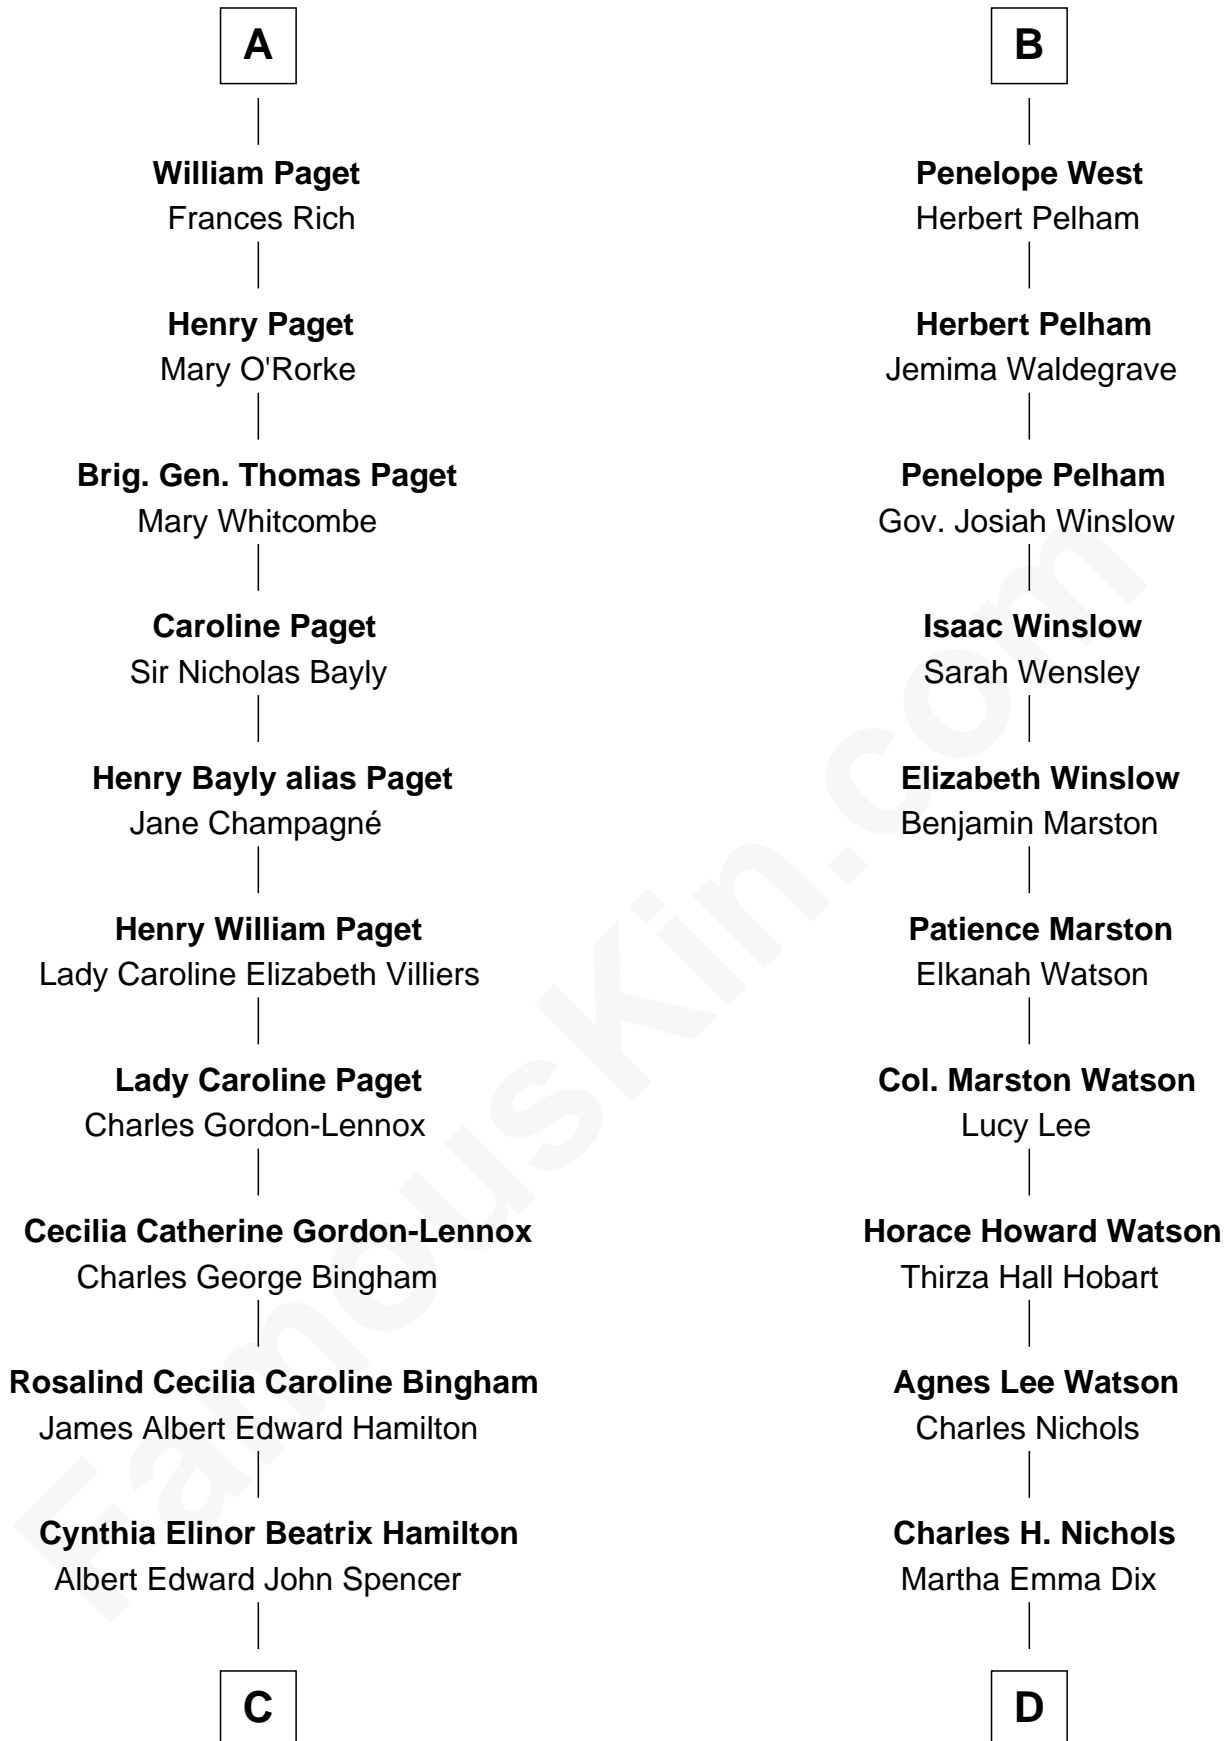 A
William Paget
Frances Rich
Henry Paget
Mary O'Rorke
Brig. Gen. Thomas Paget
Mary Whitcombe
Caroline Paget
Sir Nicholas Bayly
Henry Bayly alias Paget
Jane Champagné
Henry William Paget
Lady Caroline Elizabeth Villiers
Lady Caroline Paget
Charles Gordon-Lennox
Cecilia Catherine Gordon-Lennox
Charles George Bingham
Rosalind Cecilia Caroline Bingham
James Albert Edward Hamilton
Cynthia Elinor Beatrix Hamilton
Albert Edward John Spencer
C
B
Penelope West
Herbert Pelham
Herbert Pelham
Jemima Waldegrave
Penelope Pelham
Gov. Josiah Winslow
Isaac Winslow
Sarah Wensley
Elizabeth Winslow
Benjamin Marston
Patience Marston
Elkanah Watson
Col. Marston Watson
Lucy Lee
Horace Howard Watson
Thirza Hall Hobart
Agnes Lee Watson
Charles Nichols
Charles H. Nichols
Martha Emma Dix
D
FamousKin.com